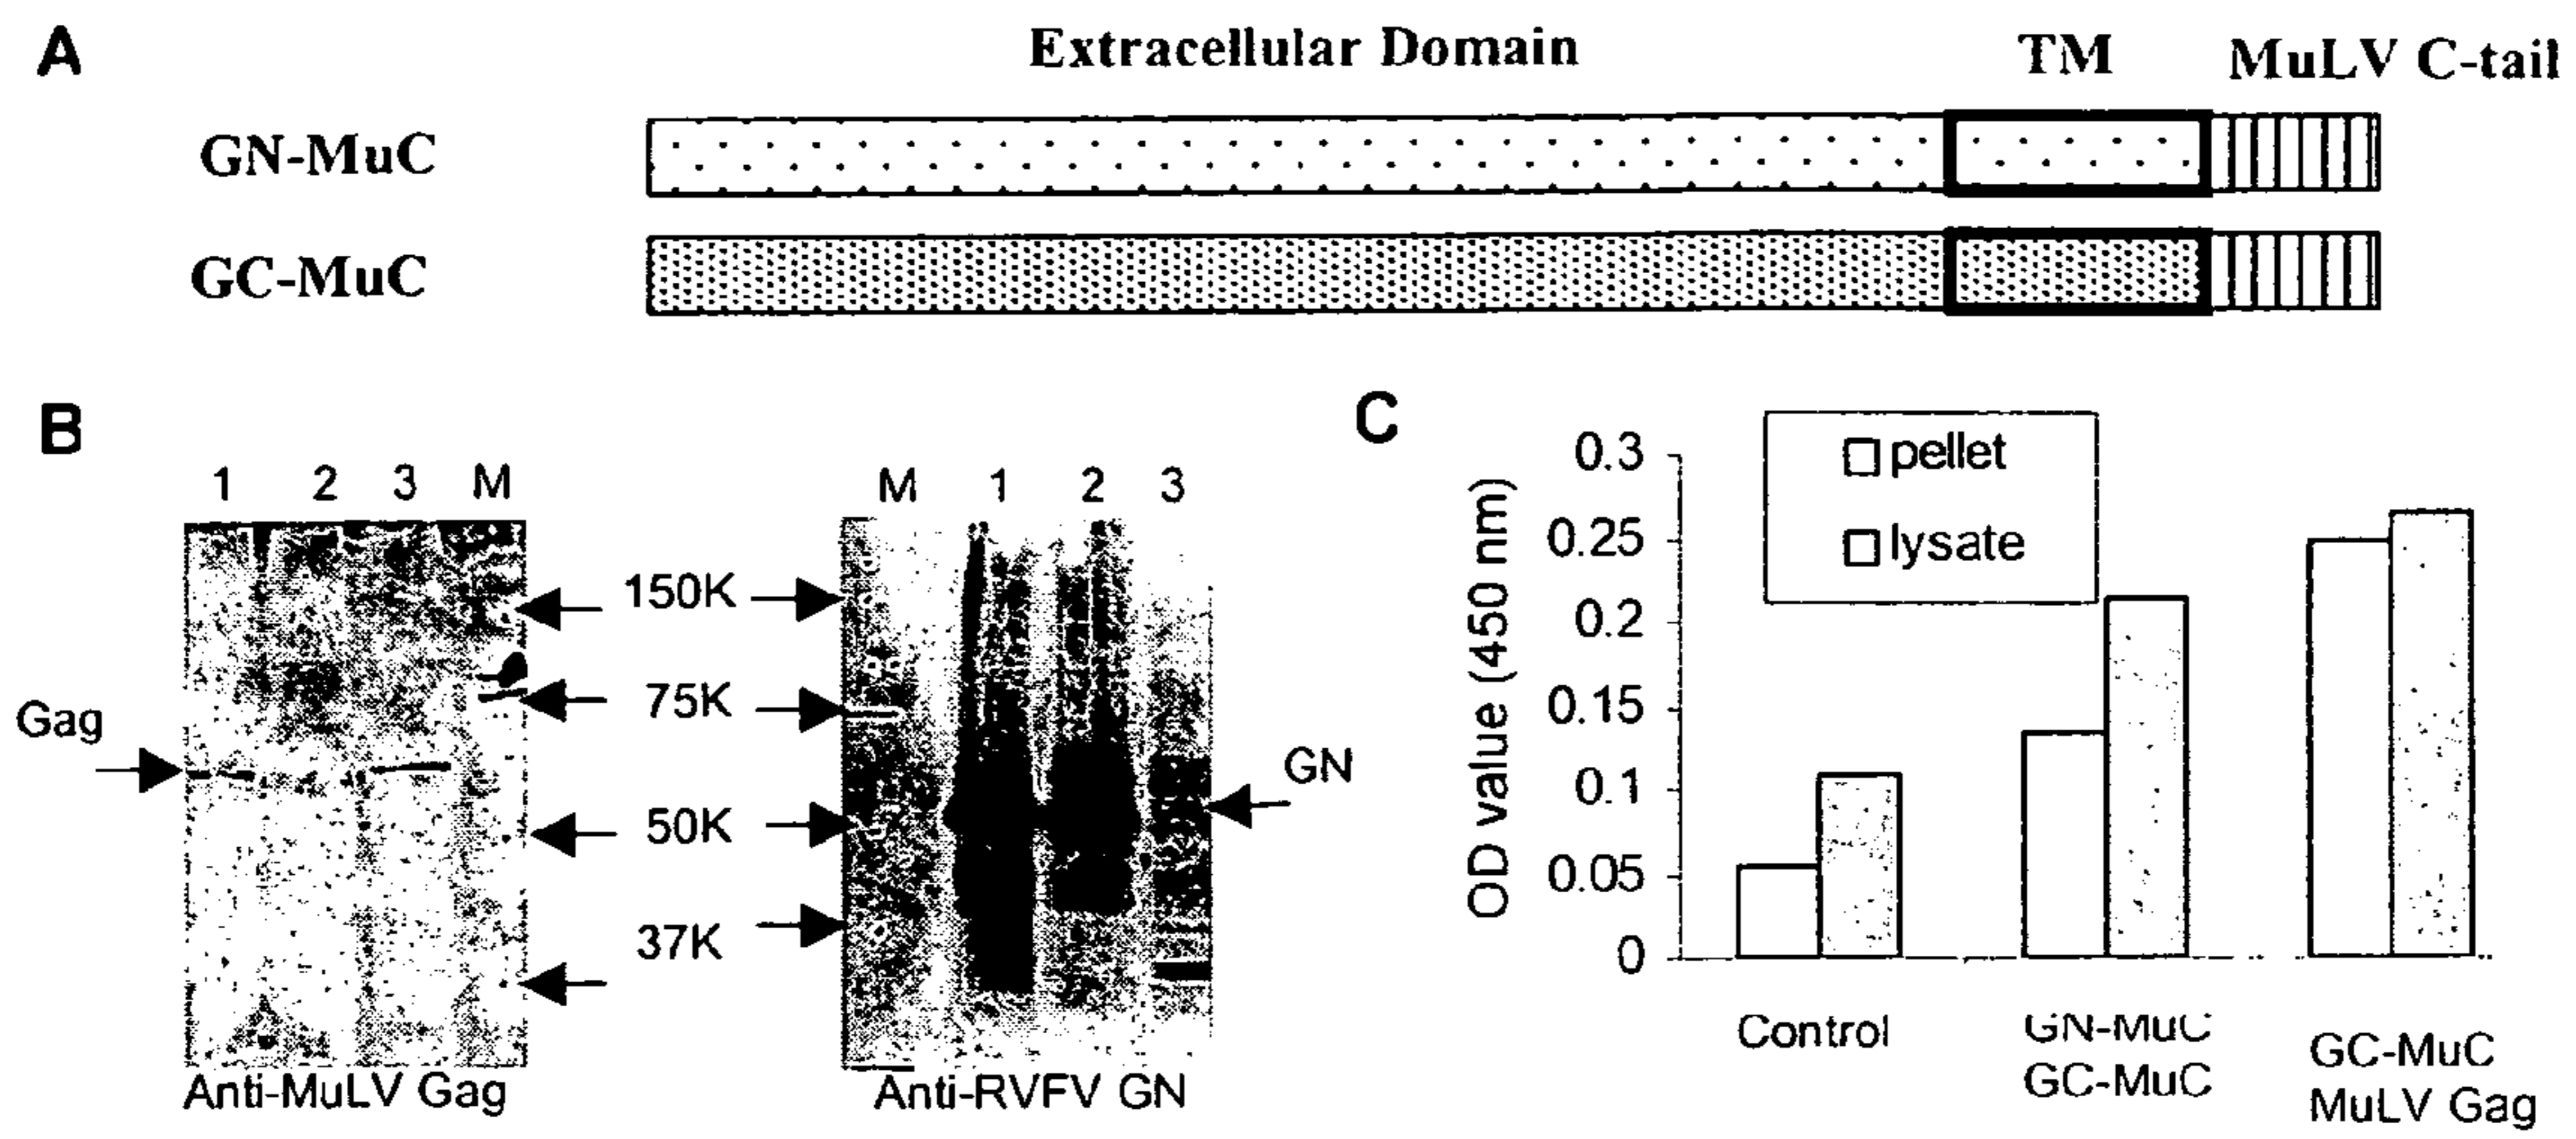 A
Extracellular Domain
TM
MuLV C-tail
GN-MuC
GC-MuC
B
1 2 3 M
M 1 2 3
150K
75K
50K
37K
Gag
GN
Anti-MuLV Gag
Anti-RVFV GN
C
pellet
lysate
OD value (450 nm)
0.3
0.25
0.2
0.15
0.1
0.05
0
Control
GN-MuC
GC-MuC
GC-MuC
MuLV Gag